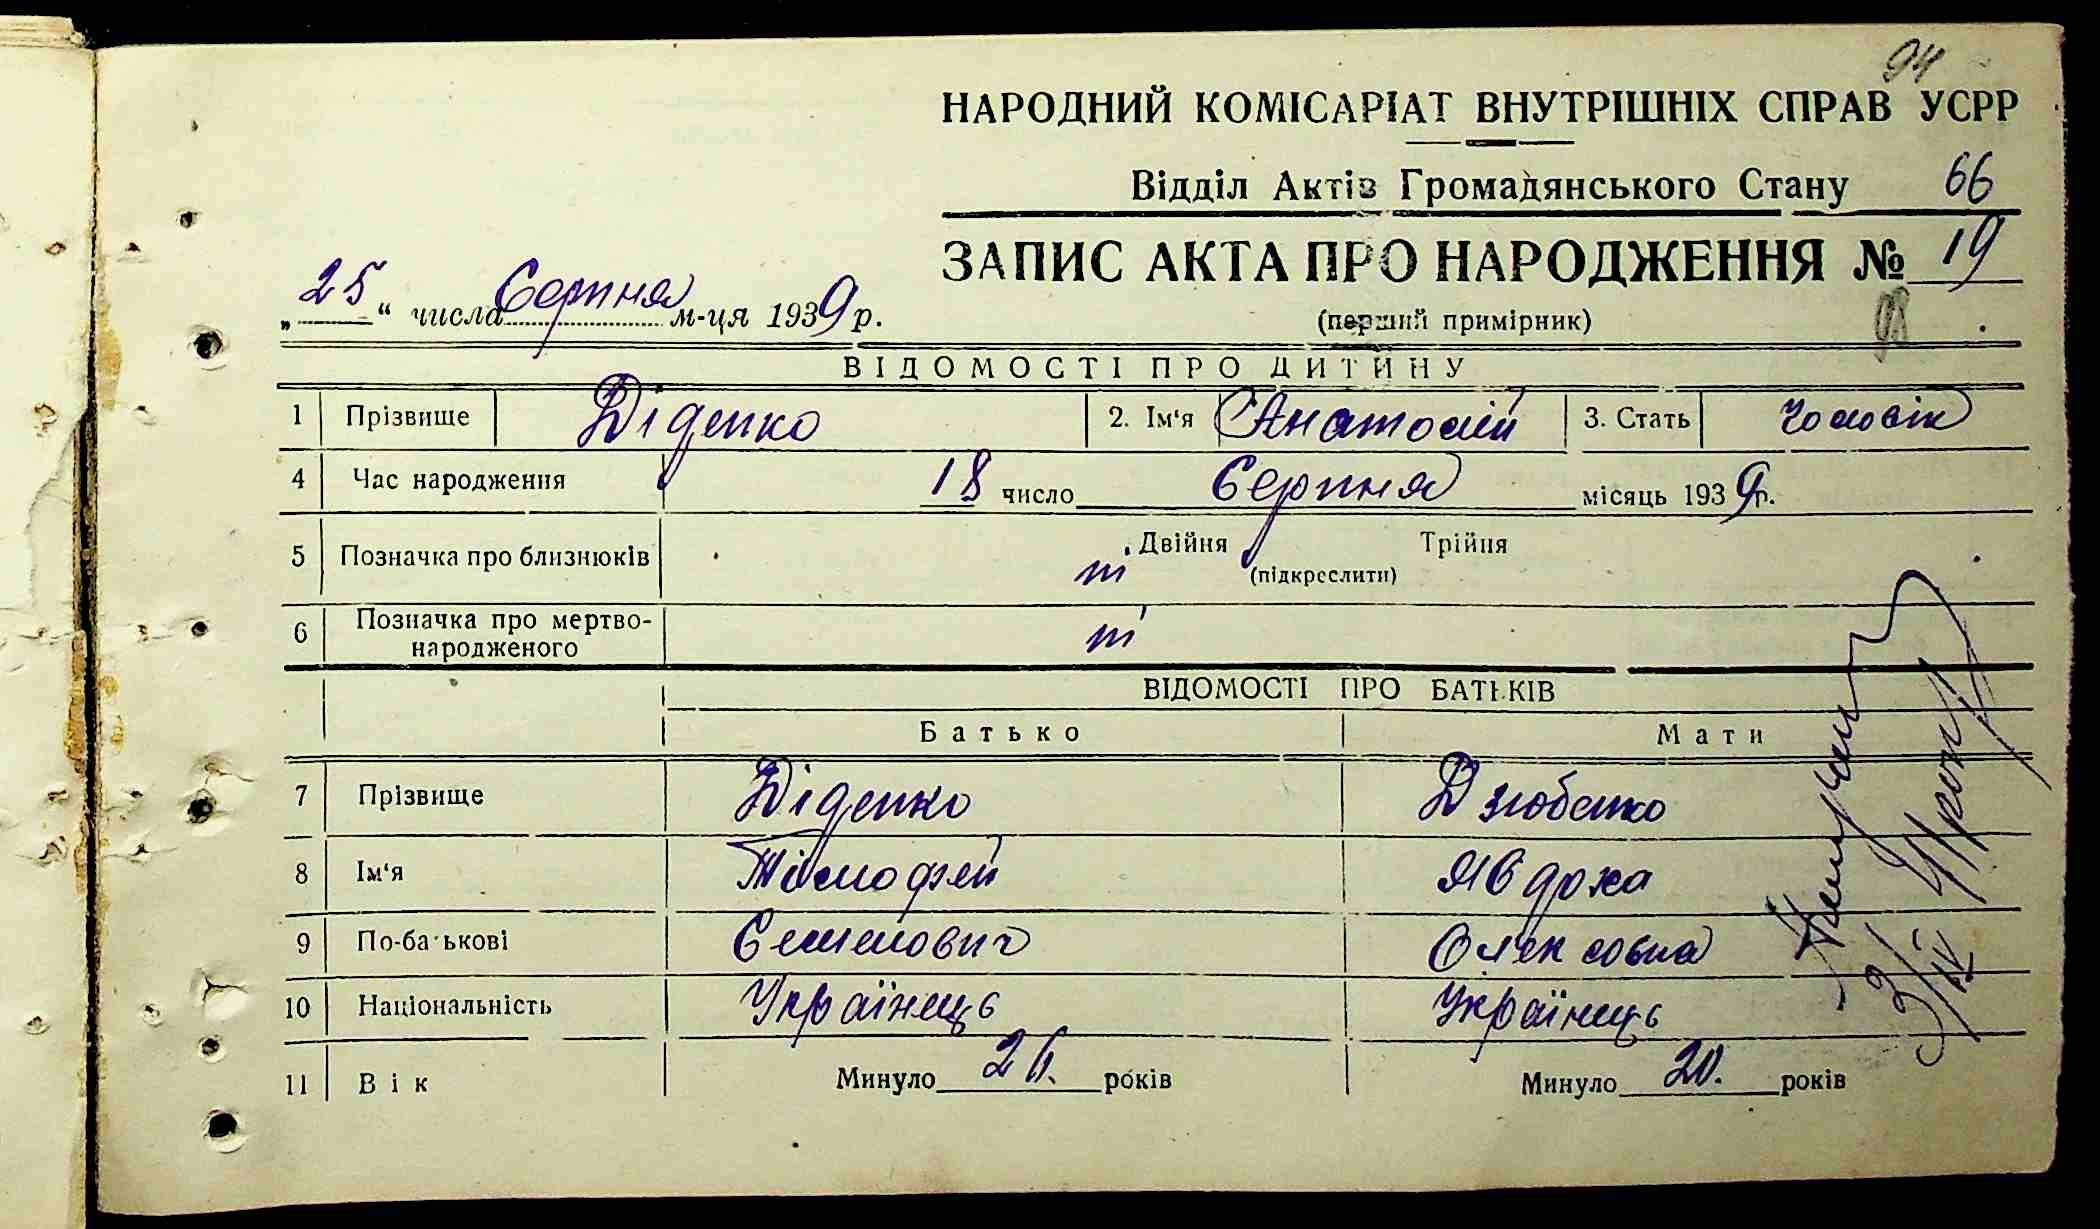 94
НАРОДНИЙ КОМІСАРІАТ ВНУТРІШНІХ СПРАВ УСРР
Відділ Актів Громадянського Стану 66
ЗАПИС АКТА ПРО НАРОДЖЕННЯ № 19
„25“ числа Серпня м-ця 1939 р.
(перший примірник)
ВІДОМОСТІ ПРО ДИТИНУ
1 Прізвище Діденко 2. Ім‘я Анатолій 3. Стать Чоловік
4 Час народження 18 число Серпня місяць 1939 р.
5 Позначка про близнюків ні Двійня Трійня
(підкреслити)
6 Позначка про мертво-
народженого ні
ВІДОМОСТІ ПРО БАТЬКІВ
Батько Мати
7 Прізвище Діденко Дзюбенко
8 Ім‘я Тімофей Явдоха
9 По-батькові Семенович Олексовна
10 Національність Українець Українець
11 Вік Минуло 26. років Минуло 20. років